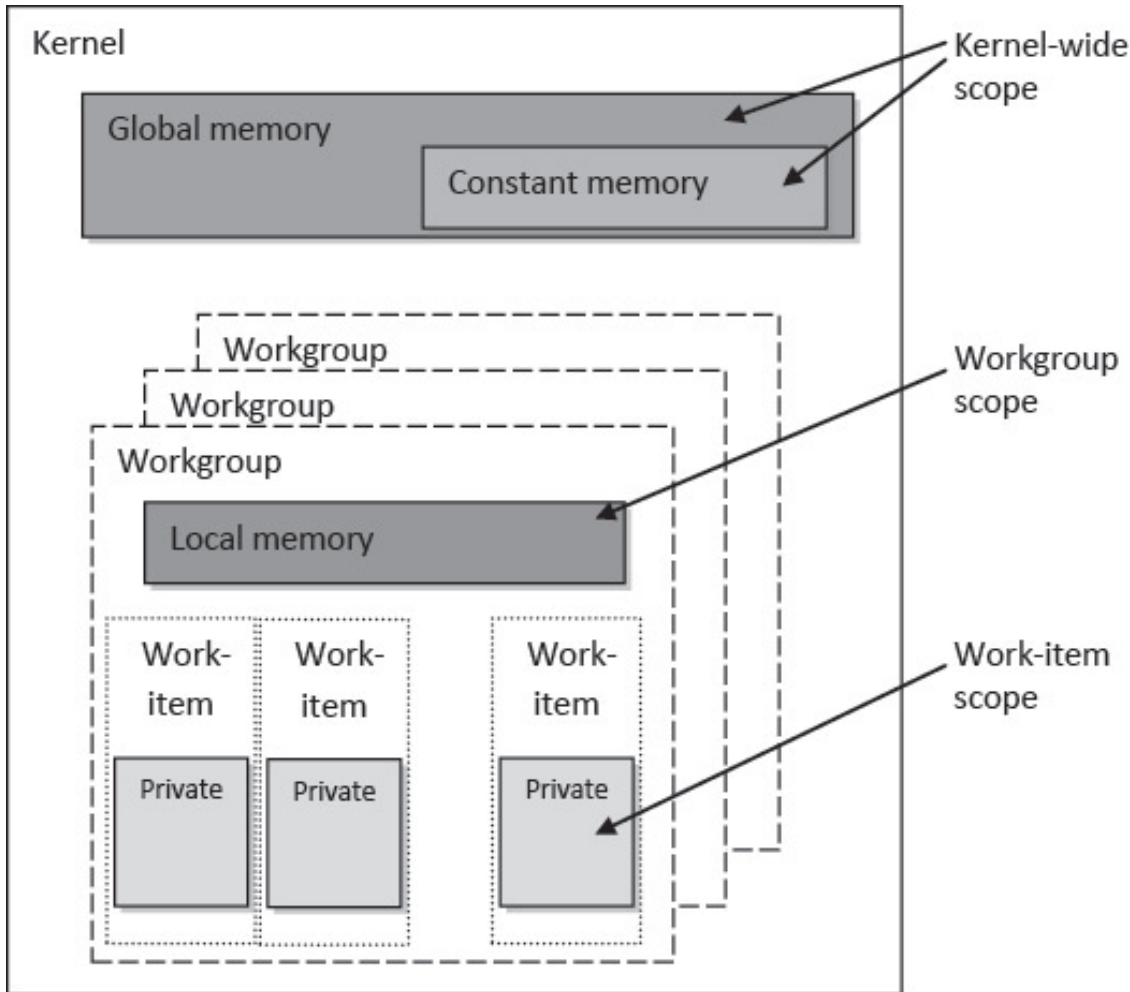 Kernel
Kernel-wide
scope
Global memory
Constant memory
Workgroup
Workgroup
Workgroup
Workgroup
scope
Local memory
Work-
item
Work-
item
Work-
item
Work-item
scope
Private
Private
Private